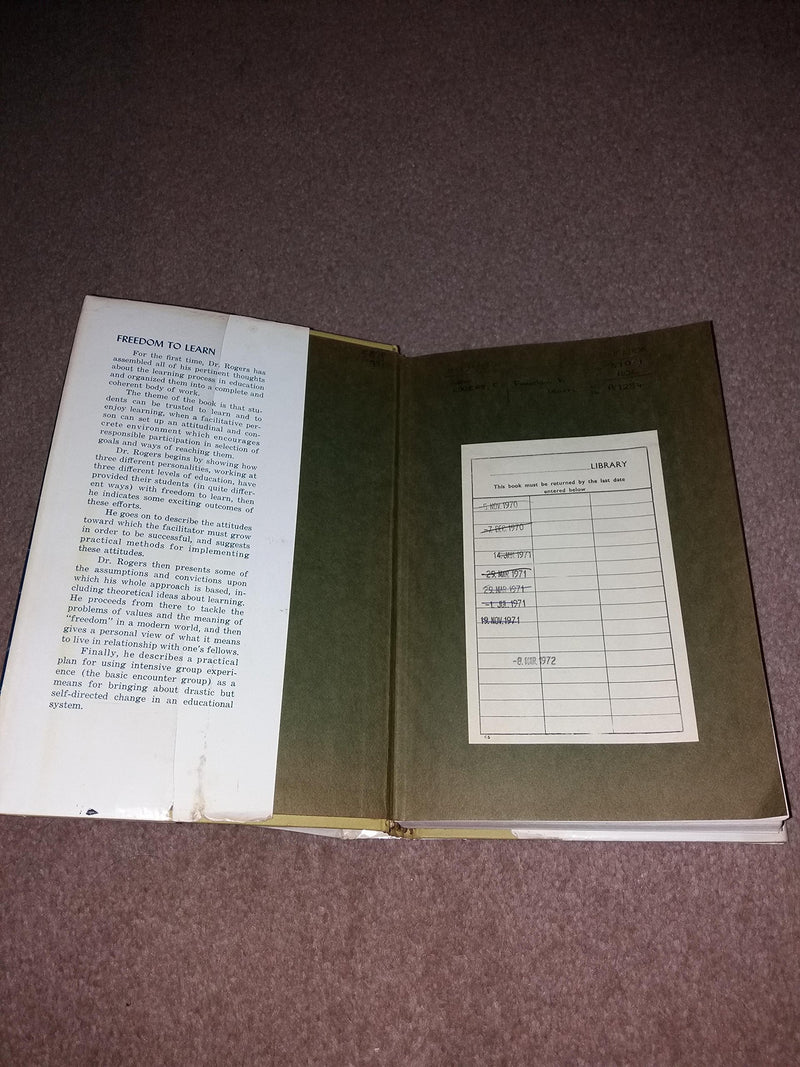 FREEDOM TO LEARN
For the first time, Dr. Rogers has
assembled all of his pertinent thoughts
about the learning process in education
and organized them into a complete and
coherent body of work.
The theme of the book is that stu-
dents can be trusted to learn and to
enjoy learning, when a facilitative per-
son can set up an attitudinal and con-
crete environment which encourages
responsible participation in selection of
goals and ways of reaching them.
Dr. Rogers begins by showing how
three different personalities, working at
three different levels of education, have
provided their students (in quite differ-
ent ways) with freedom to learn, then
he indicates some exciting outcomes of
these efforts.
He goes on to describe the attitudes
toward which the facilitator must grow
in order to be successful, and suggests
practical methods for implementing
these attitudes.
Dr. Rogers then presents some of
the assumptions and convictions upon
which his whole approach is based, in-
cluding theoretical ideas about learning.
He proceeds from there to tackle the
problems of values and the meaning of
"freedom" in a modern world, and then
gives a personal view of what it means
to live in relationship with one's fellows.
Finally, he describes a practical
plan for using intensive group experi-
ence (the basic encounter group) as a
means for bringing about drastic but
self-directed change in an educational
system.
LIBRARY
This book must be returned by the last date
entered below
-5 NOV 1970
-7 DEC 1970
14 JAN 1971
-29 MAR 1971
29 MAR 1971
-1 JUL 1971
19 NOV 1971
-8 MAR 1972